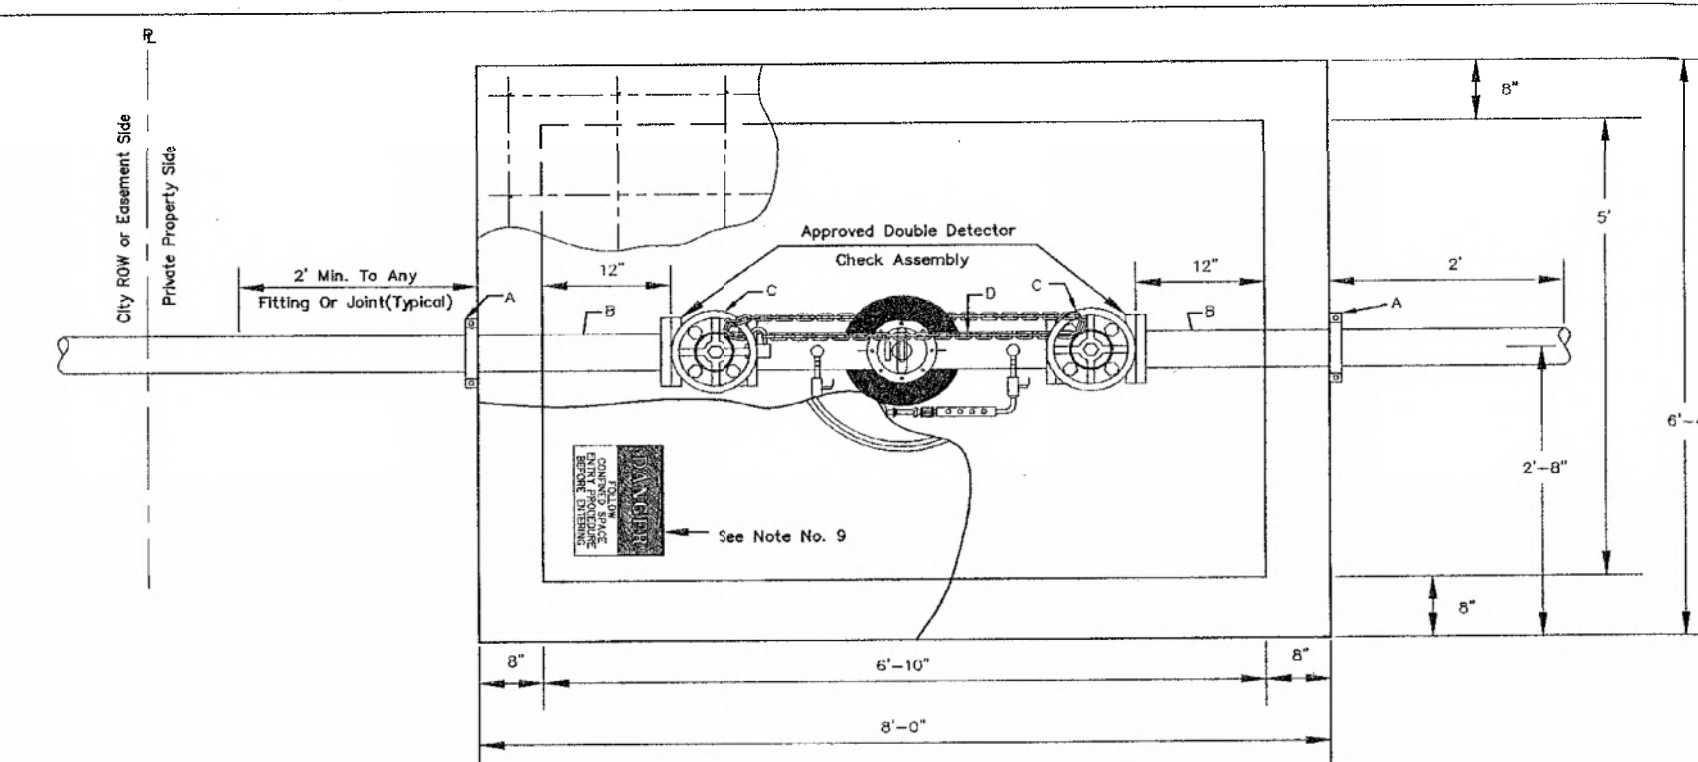 PL
City ROW or Easement Side
Private Property Side
8"
5'
Approved Double Detector
Check Assembly
2' Min. To Any
Fitting Or Joint(Typical)
12"
12"
2'
A
B
C
D
C
B
A
6'-
2'-8"
DANGER
FOLLOW
CONFINED SPACE
ENTRY PROCEDURE
BEFORE ENTERING
See Note No. 9
8"
8"
6'-10"
8"
8'-0"